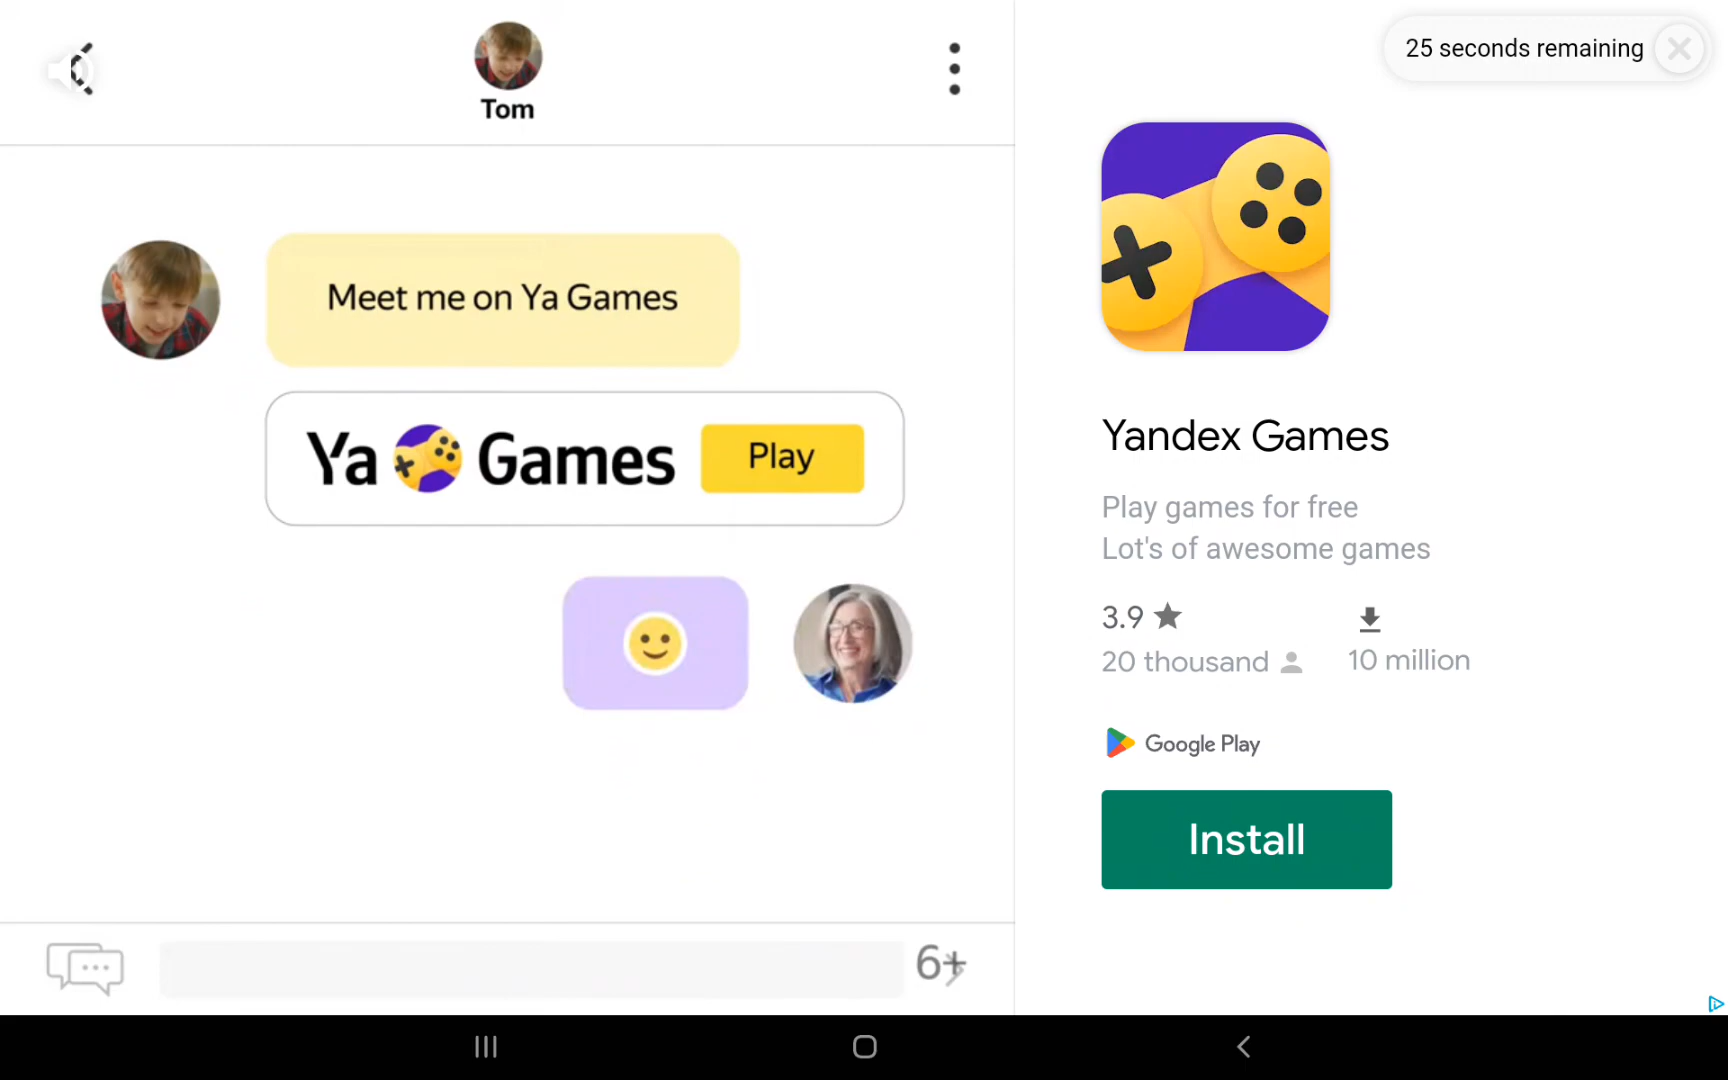 Tom
25 seconds remaining
Meet me on Ya Games
Ya Games
Play
6+
Yandex Games
Play games for free
Lot's of awesome games
3.9
20 thousand
10 million
Google Play
Install